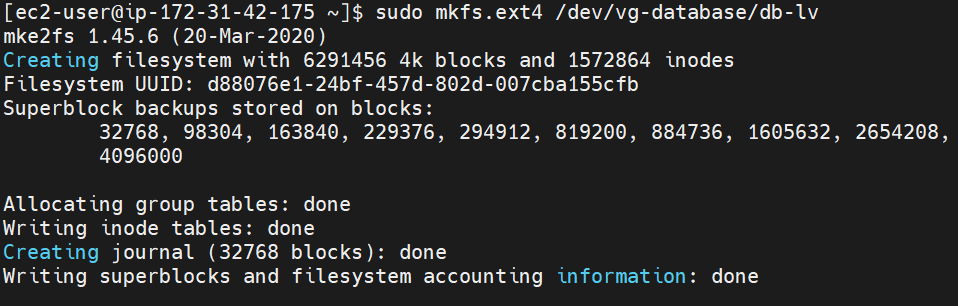 [ec2-user@ip-172-31-42-175 ~]$ sudo mkfs.ext4 /dev/vg-database/db-lv
mke2fs 1.45.6 (20-Mar-2020)
Creating filesystem with 6291456 4k blocks and 1572864 inodes
Filesystem UUID: d88076e1-24bf-457d-802d-007cba155cfb
Superblock backups stored on blocks:
32768, 98304, 163840, 229376, 294912, 819200, 884736, 1605632, 2654208,
4096000
Allocating group tables: done
Writing inode tables: done
Creating journal (32768 blocks): done
Writing superblocks and filesystem accounting information: done